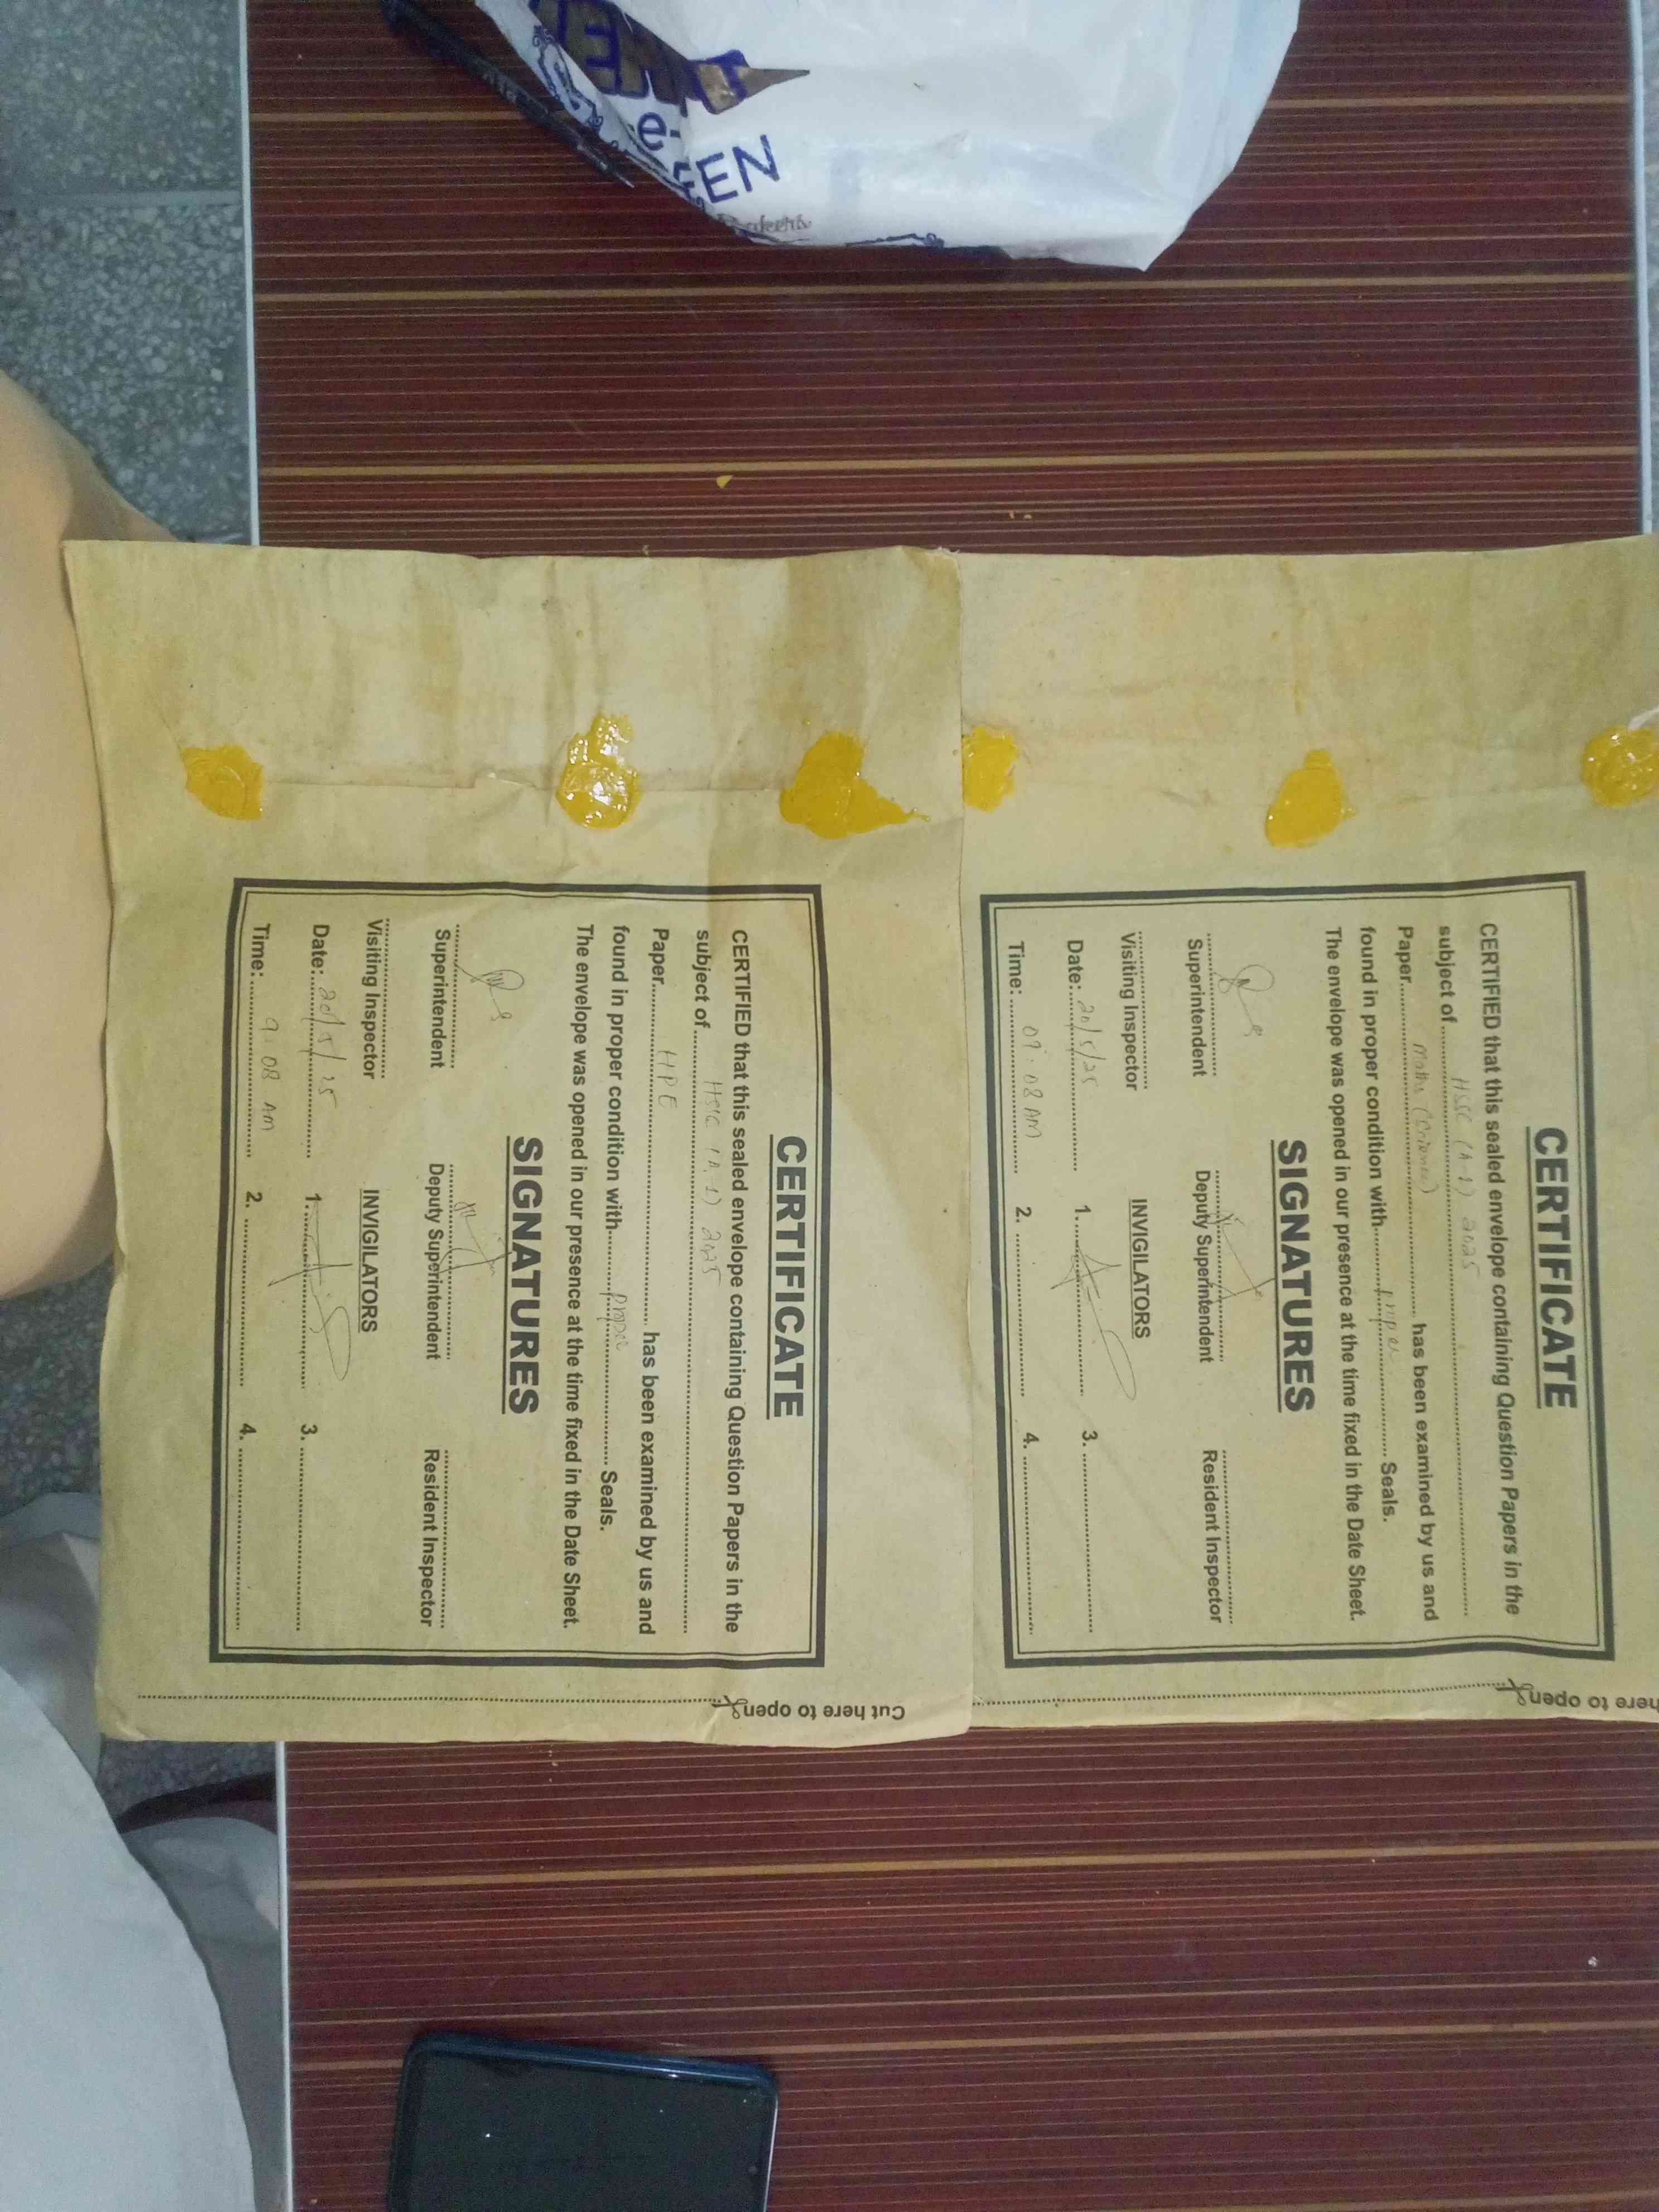 CERTIFICATE
CERTIFIED that this sealed envelope containing Question Papers in the
subject of HSSC (A-1) 2025
Paper Maths (Science) has been examined by us and
found in proper condition with proper Seals.
The envelope was opened in our presence at the time fixed in the Date Sheet.
SIGNATURES
Superintendent Deputy Superintendent Resident Inspector
Visiting Inspector INVIGILATORS
Date: 20/5/25 1. 3.
Time: 09:08 AM 2. 4.
here to open
CERTIFICATE
CERTIFIED that this sealed envelope containing Question Papers in the
subject of HSSC (A-1) 2025
Paper HPE has been examined by us and
found in proper condition with proper Seals.
The envelope was opened in our presence at the time fixed in the Date Sheet.
SIGNATURES
Superintendent Deputy Superintendent Resident Inspector
Visiting Inspector INVIGILATORS
Date: 20/5/25 1. 3.
Time: 9:08 AM 2. 4.
Cut here to open